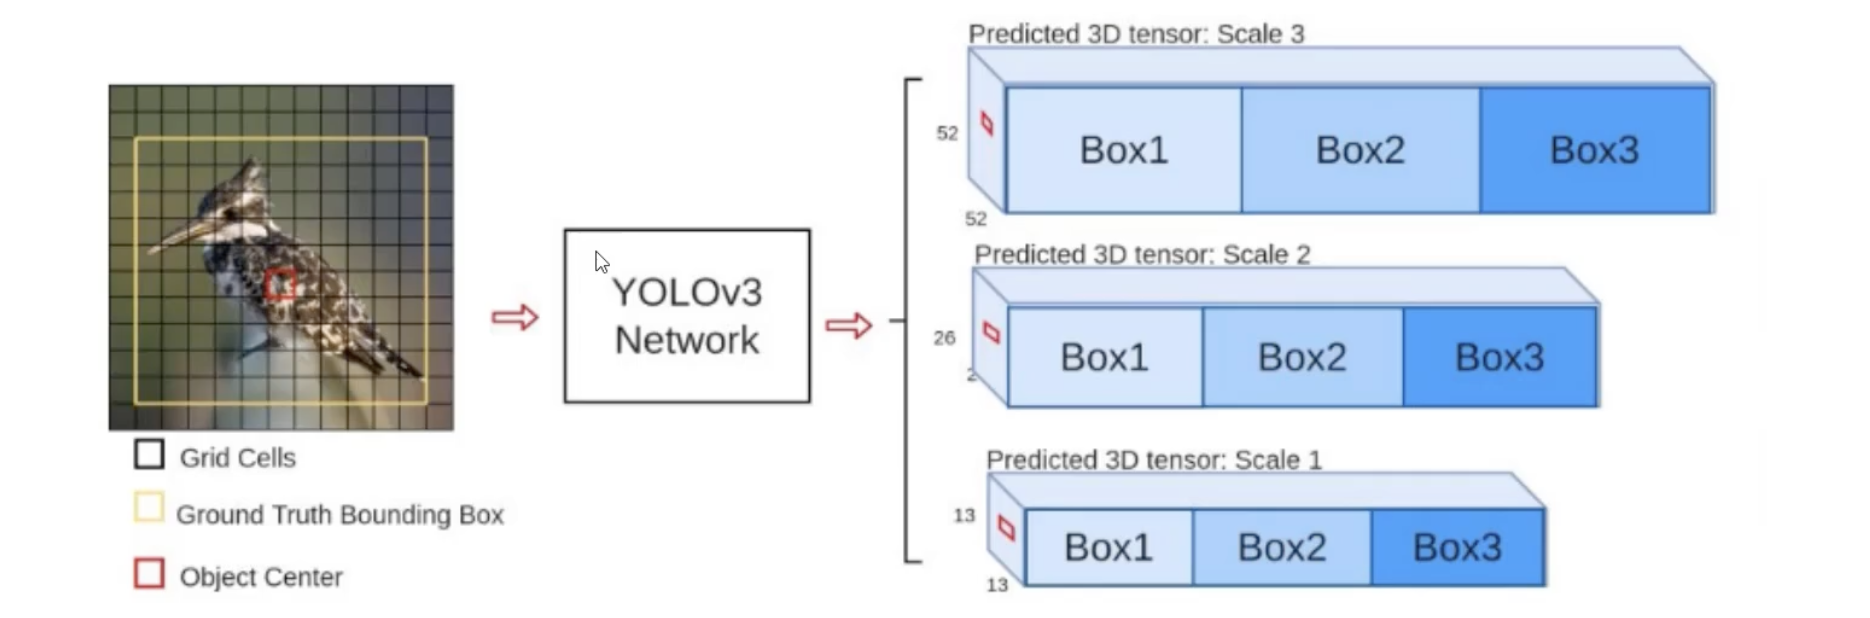 Predicted 3D tensor: Scale 3
52
52
Box1
Box2
Box3
Predicted 3D tensor: Scale 2
26
2
Box1
Box2
Box3
Predicted 3D tensor: Scale 1
13
13
Box1
Box2
Box3
YOLOv3
Network
Grid Cells
Ground Truth Bounding Box
Object Center